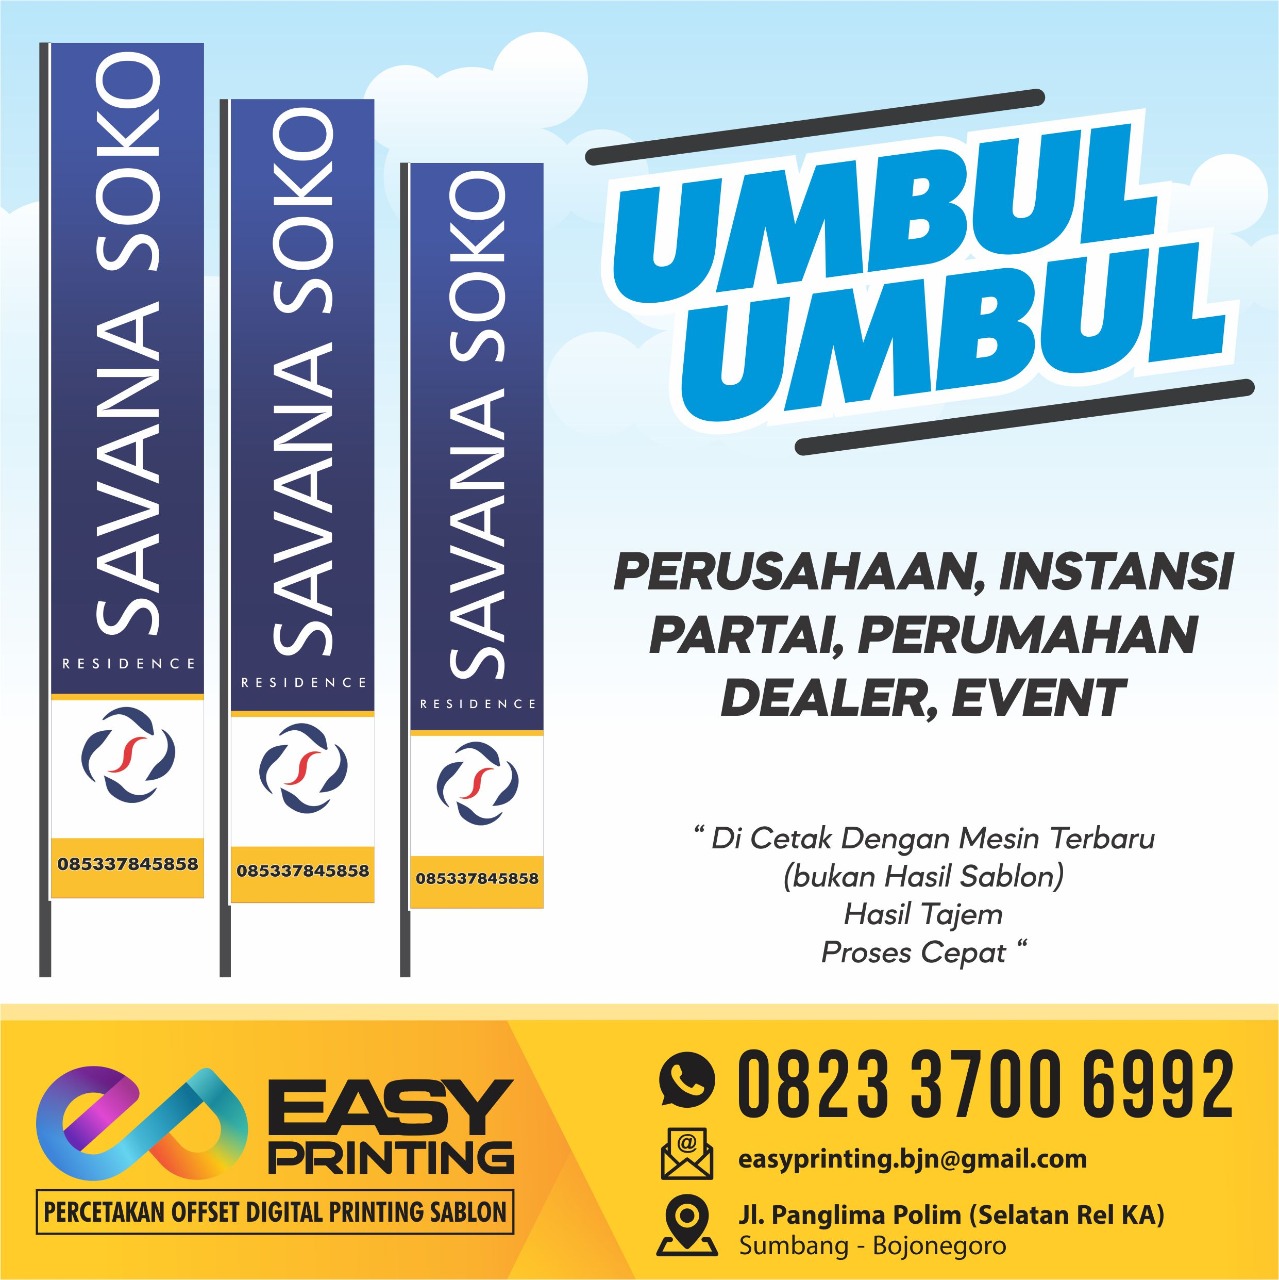 SAVANA SOKO
RESIDENCE
S
085337845858
SAVANA SOKO
RESIDENCE
S
085337845858
SAVANA SOKO
RESIDENCE
S
085337845858
UMBUL
UMBUL
PERUSAHAAN, INSTANSI
PARTAI, PERUMAHAN
DEALER, EVENT
“ Di Cetak Dengan Mesin Terbaru
(bukan Hasil Sablon)
Hasil Tajem
Proses Cepat “
EASY
PRINTING
PERCETAKAN OFFSET DIGITAL PRINTING SABLON
0823 3700 6992
@
easyprinting.bjn@gmail.com
Jl. Panglima Polim (Selatan Rel KA)
Sumbang - Bojonegoro